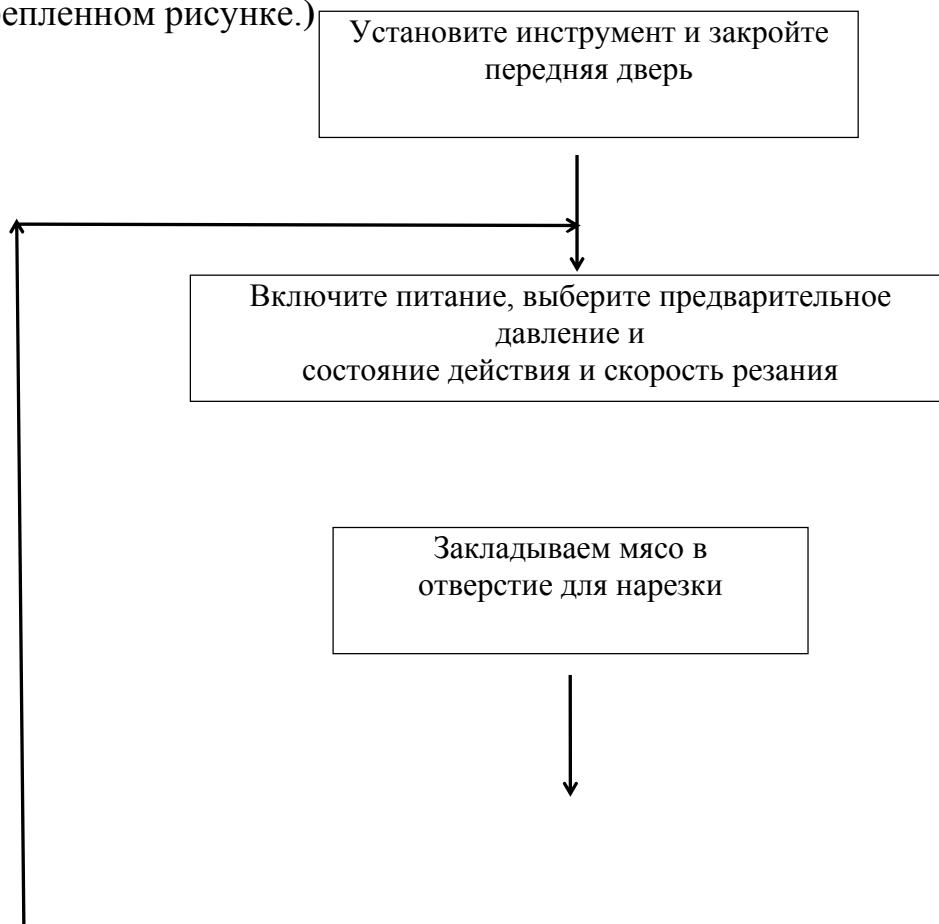 епленном рисунке.)
Установите инструмент и закройте
передняя дверь
Включите питание, выберите предварительное
давление и
состояние действия и скорость резания
Закладываем мясо в
отверстие для нарезки